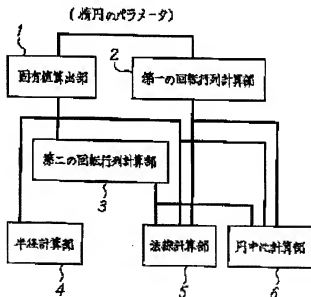 (楕円のパラメータ)
1
2
固有値算出部
第一の回転行列計算部
第二の回転行列計算部
3
半径計算部
法線計算部
円中心計算部
4
5
6